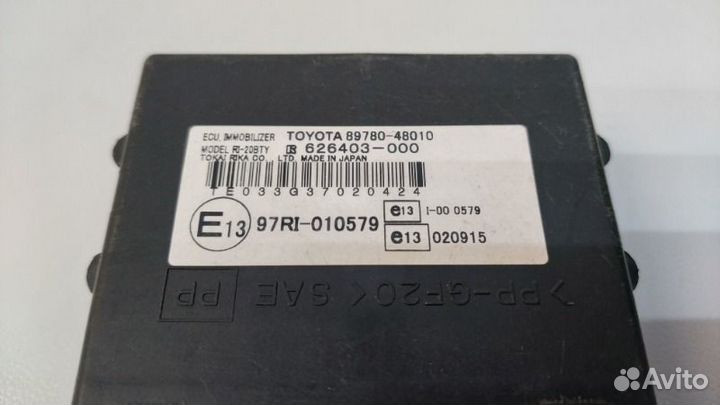 ECU, IMMOBILIZER TOYOTA 89780-48010
MODEL RI-20BTY 626403-000
TOKAI RIKA CO., LTD. MADE IN JAPAN
TE033G37020424
E13 97RI-010579 e13 I-00 0579
e13 020915
>PP-GF20< SAE PP
Avito